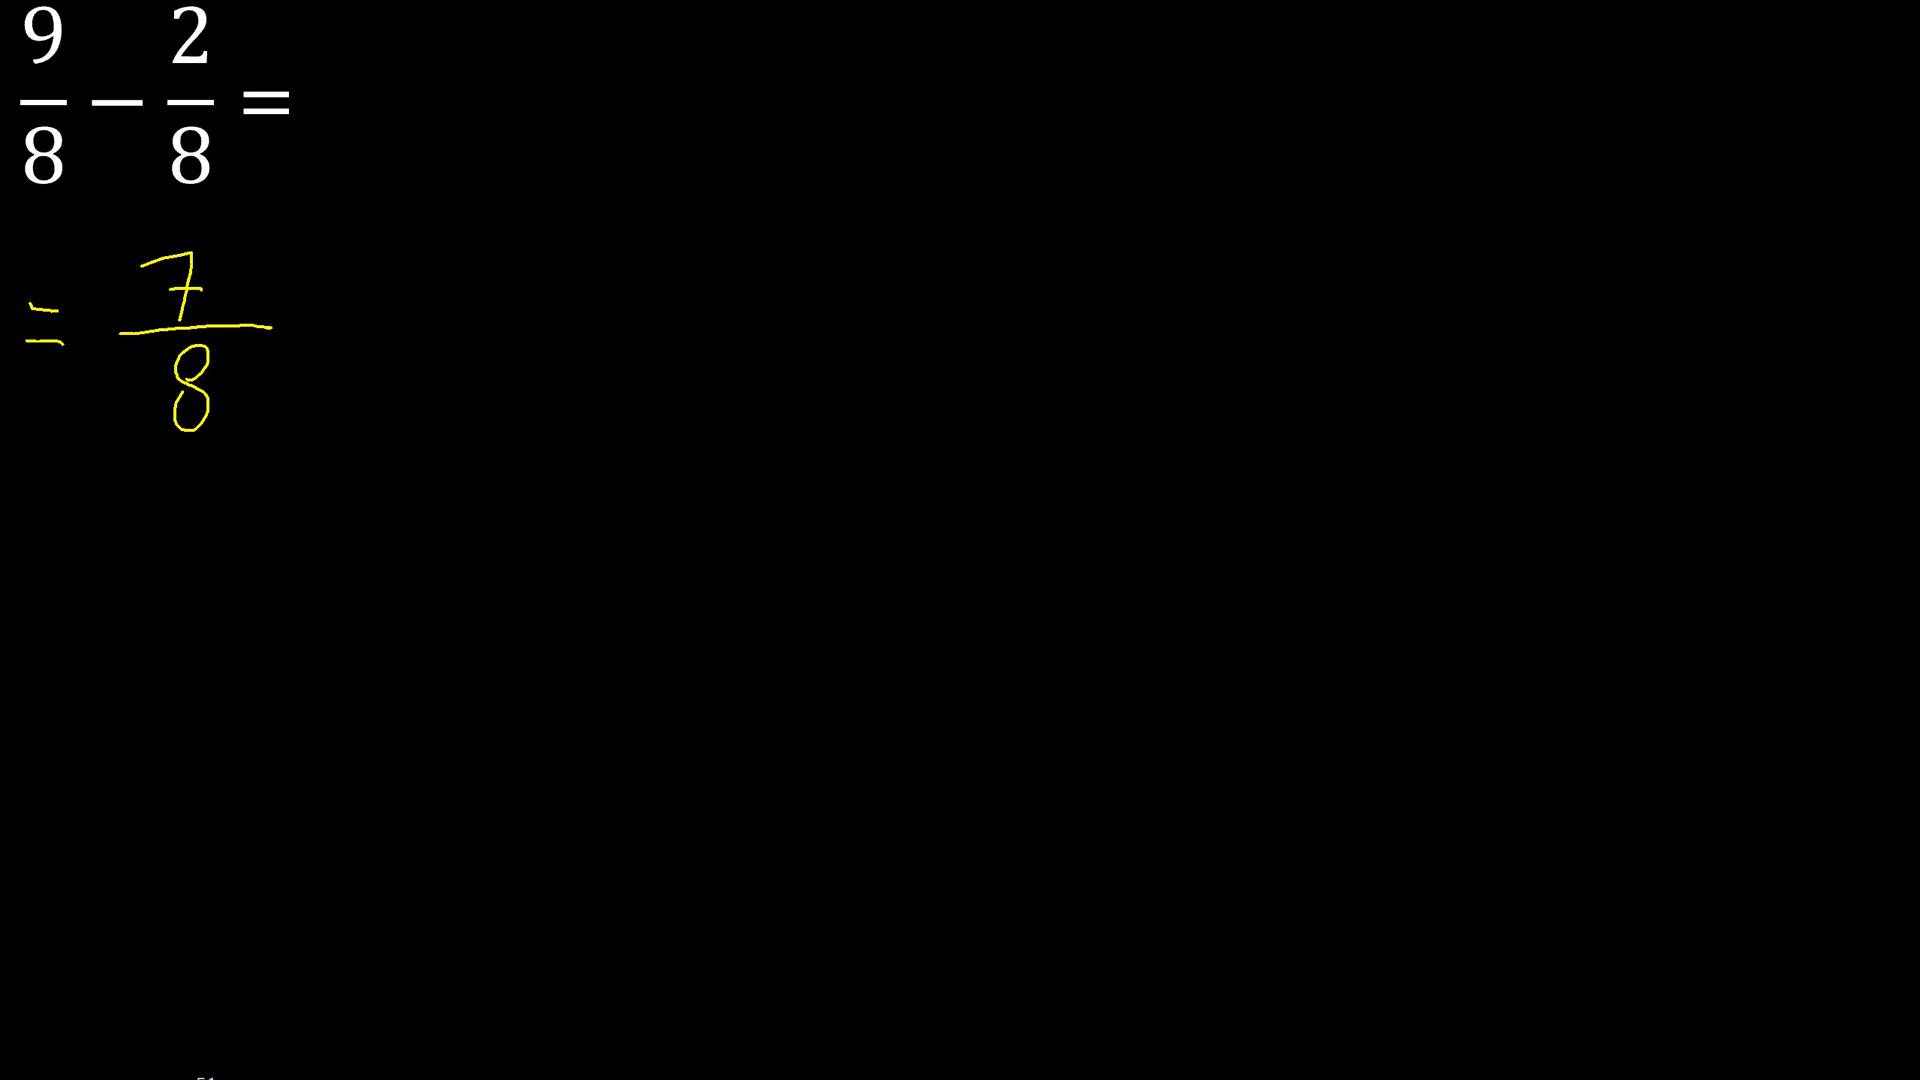 9/8 − 2/8 =
= 7/8